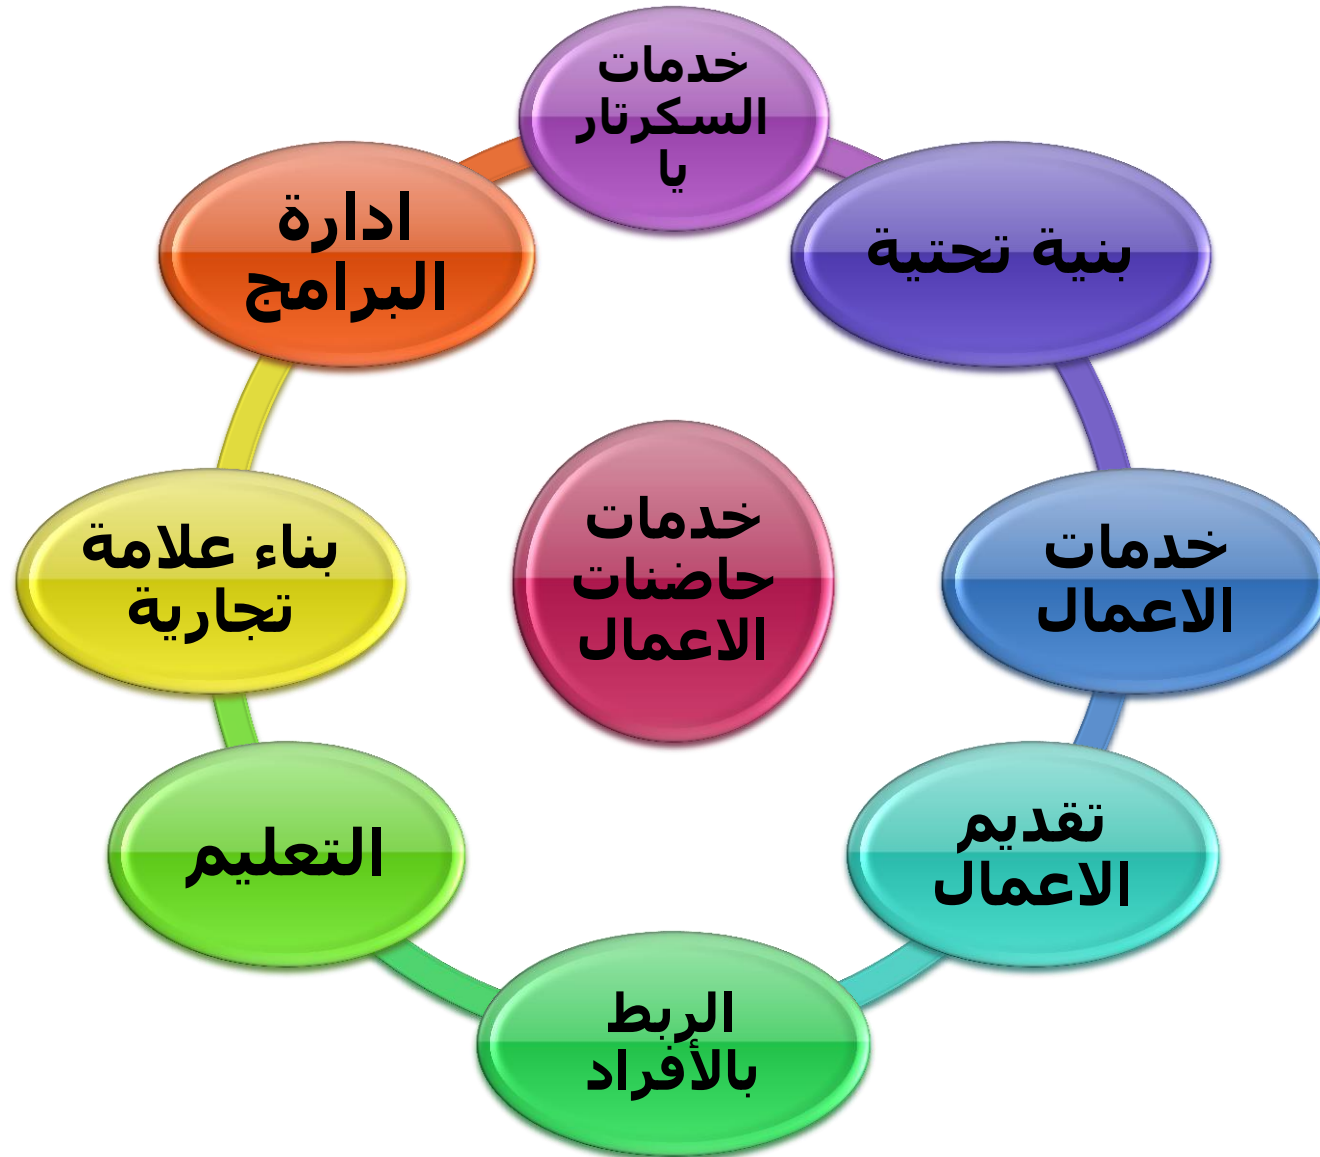 خدمات
السكرتار
يا
بنية تحتية
خدمات
الاعمال
تقديم
الاعمال
الربط
بالأفراد
التعليم
بناء علامة
تجارية
ادارة
البرامج
خدمات
حاضنات
الاعمال